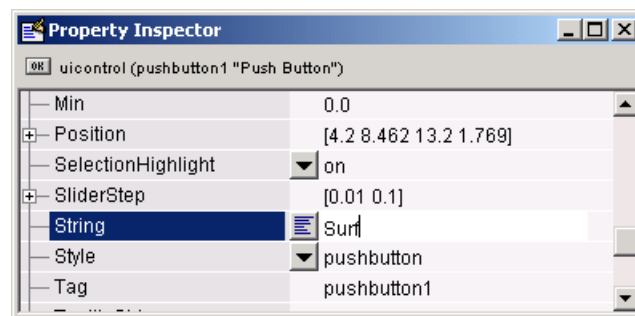 Property Inspector
OK uicontrol (pushbutton1 "Push Button")
Min 0.0
Position [4.2 8.462 13.2 1.769]
SelectionHighlight on
SliderStep [0.01 0.1]
String Surf
Style pushbutton
Tag pushbutton1